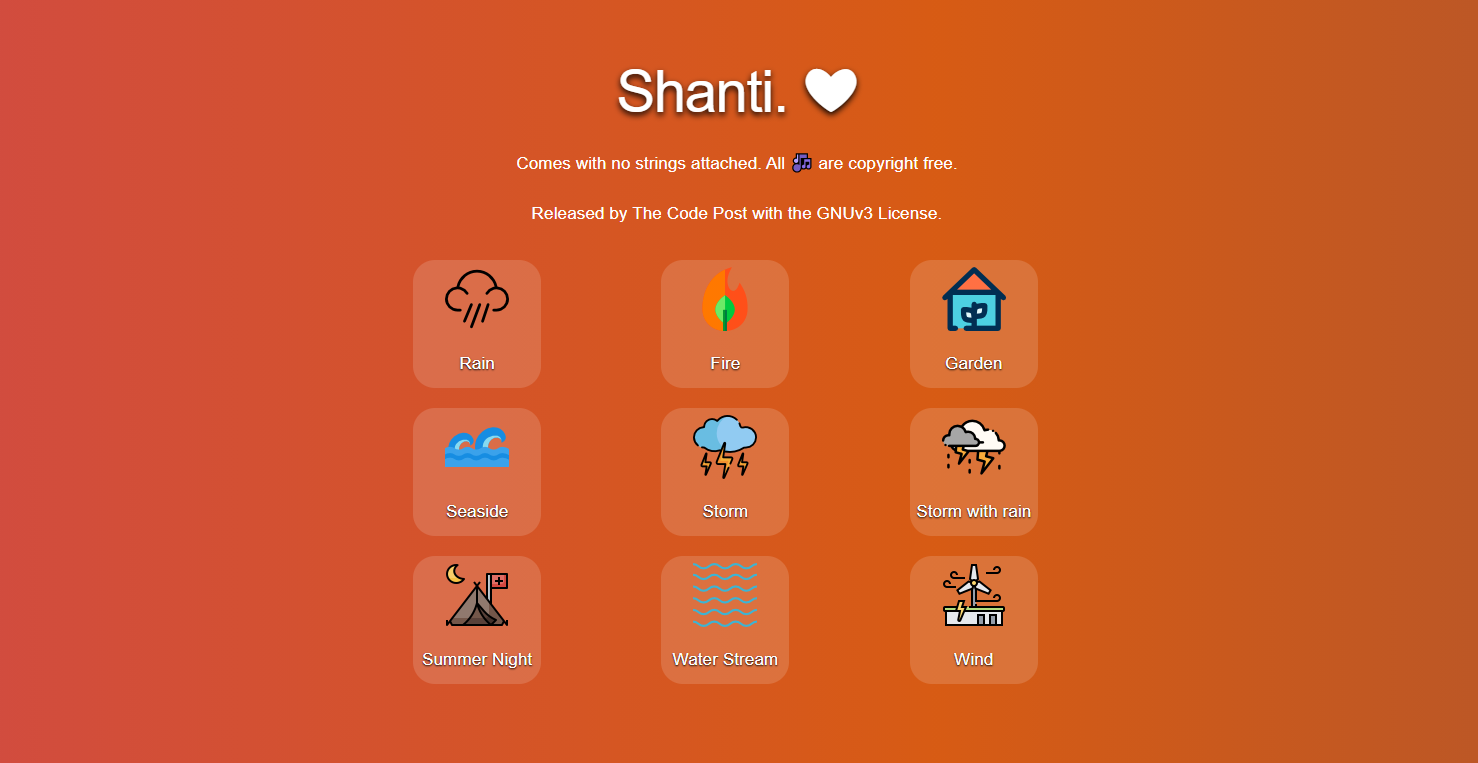 Shanti.
Comes with no strings attached. All are copyright free.
Released by The Code Post with the GNUv3 License.
Rain
Fire
Garden
Seaside
Storm
Storm with rain
Summer Night
Water Stream
Wind